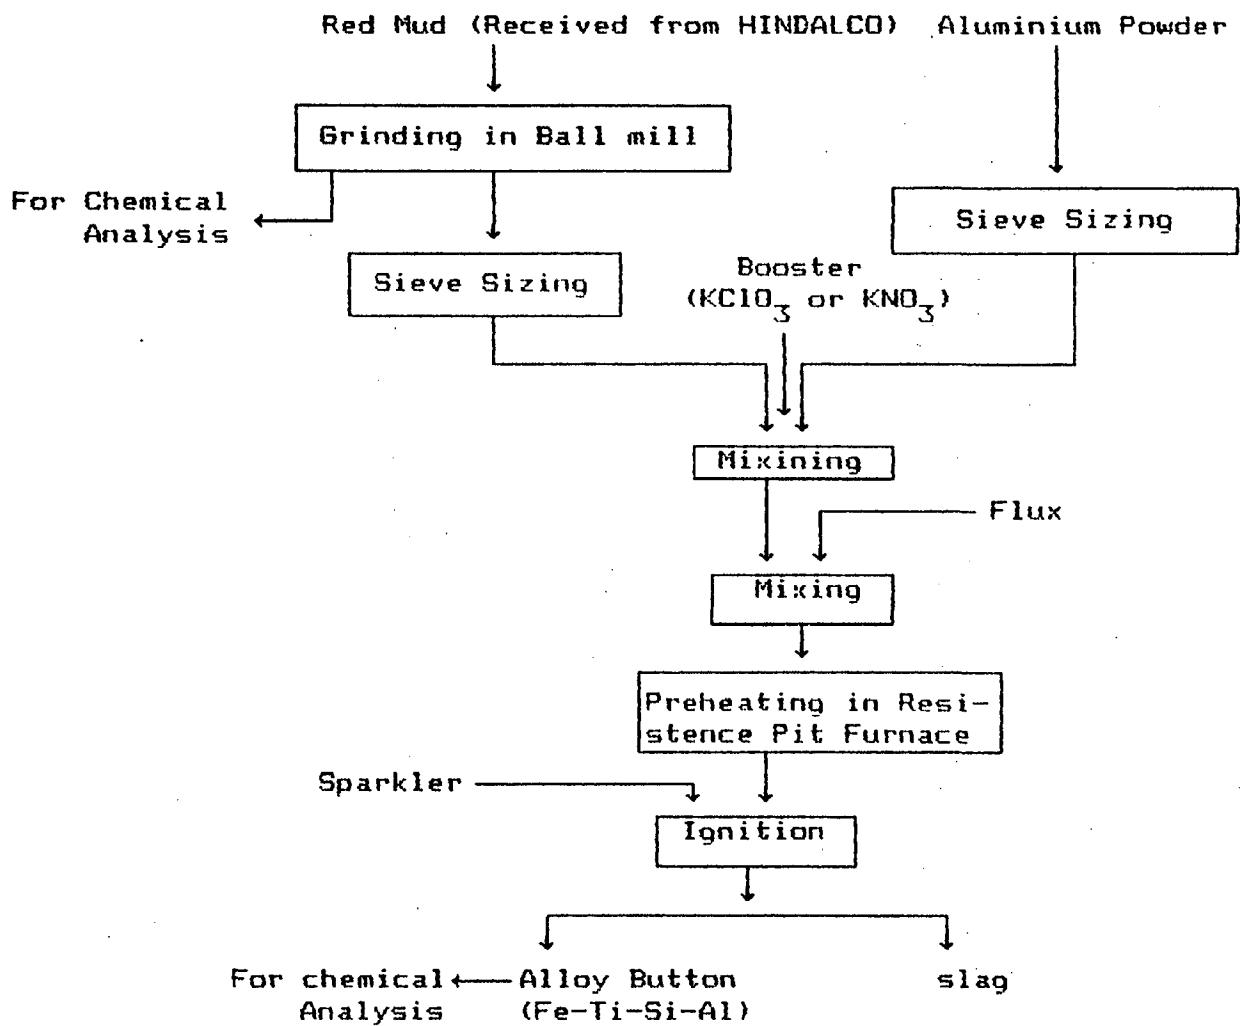 Red Mud (Received from HINDALCO) Aluminium Powder
Grinding in Ball mill
For Chemical
Analysis
Sieve Sizing
Sieve Sizing
Booster
(KClO3 or KNO3)
Mixining
Flux
Mixing
Preheating in Resi-
stence Pit Furnace
Sparkler
Ignition
For chemical
Analysis
Alloy Button
(Fe-Ti-Si-Al)
slag